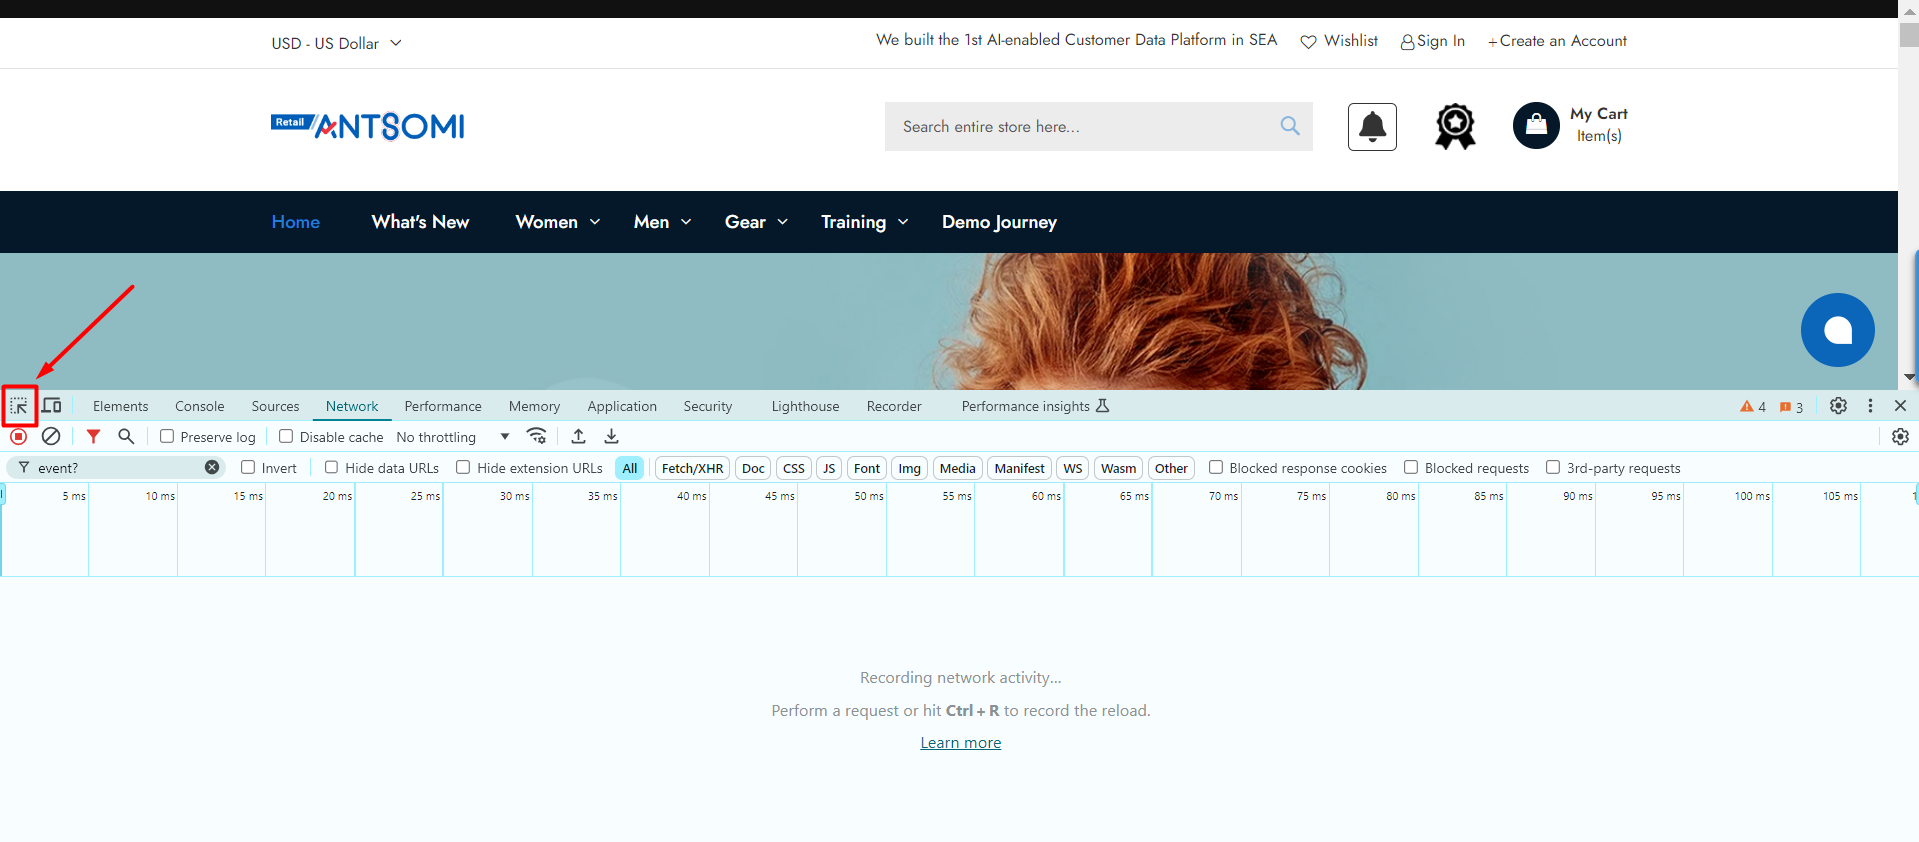 USD - US Dollar
We built the 1st AI-enabled Customer Data Platform in SEA
Wishlist
Sign In
+Create an Account
Retail ANTSOMI
Search entire store here...
My Cart
Item(s)
Home What's New Women Men Gear Training Demo Journey
Elements Console Sources Network Performance Memory Application Security Lighthouse Recorder Performance insights 4 3
Preserve log Disable cache No throttling
event? Invert Hide data URLs Hide extension URLs All Fetch/XHR Doc CSS JS Font Img Media Manifest WS Wasm Other Blocked response cookies Blocked requests 3rd-party requests
5 ms 10 ms 15 ms 20 ms 25 ms 30 ms 35 ms 40 ms 45 ms 50 ms 55 ms 60 ms 65 ms 70 ms 75 ms 80 ms 85 ms 90 ms 95 ms 100 ms 105 ms
Recording network activity...
Perform a request or hit Ctrl + R to record the reload.
Learn more